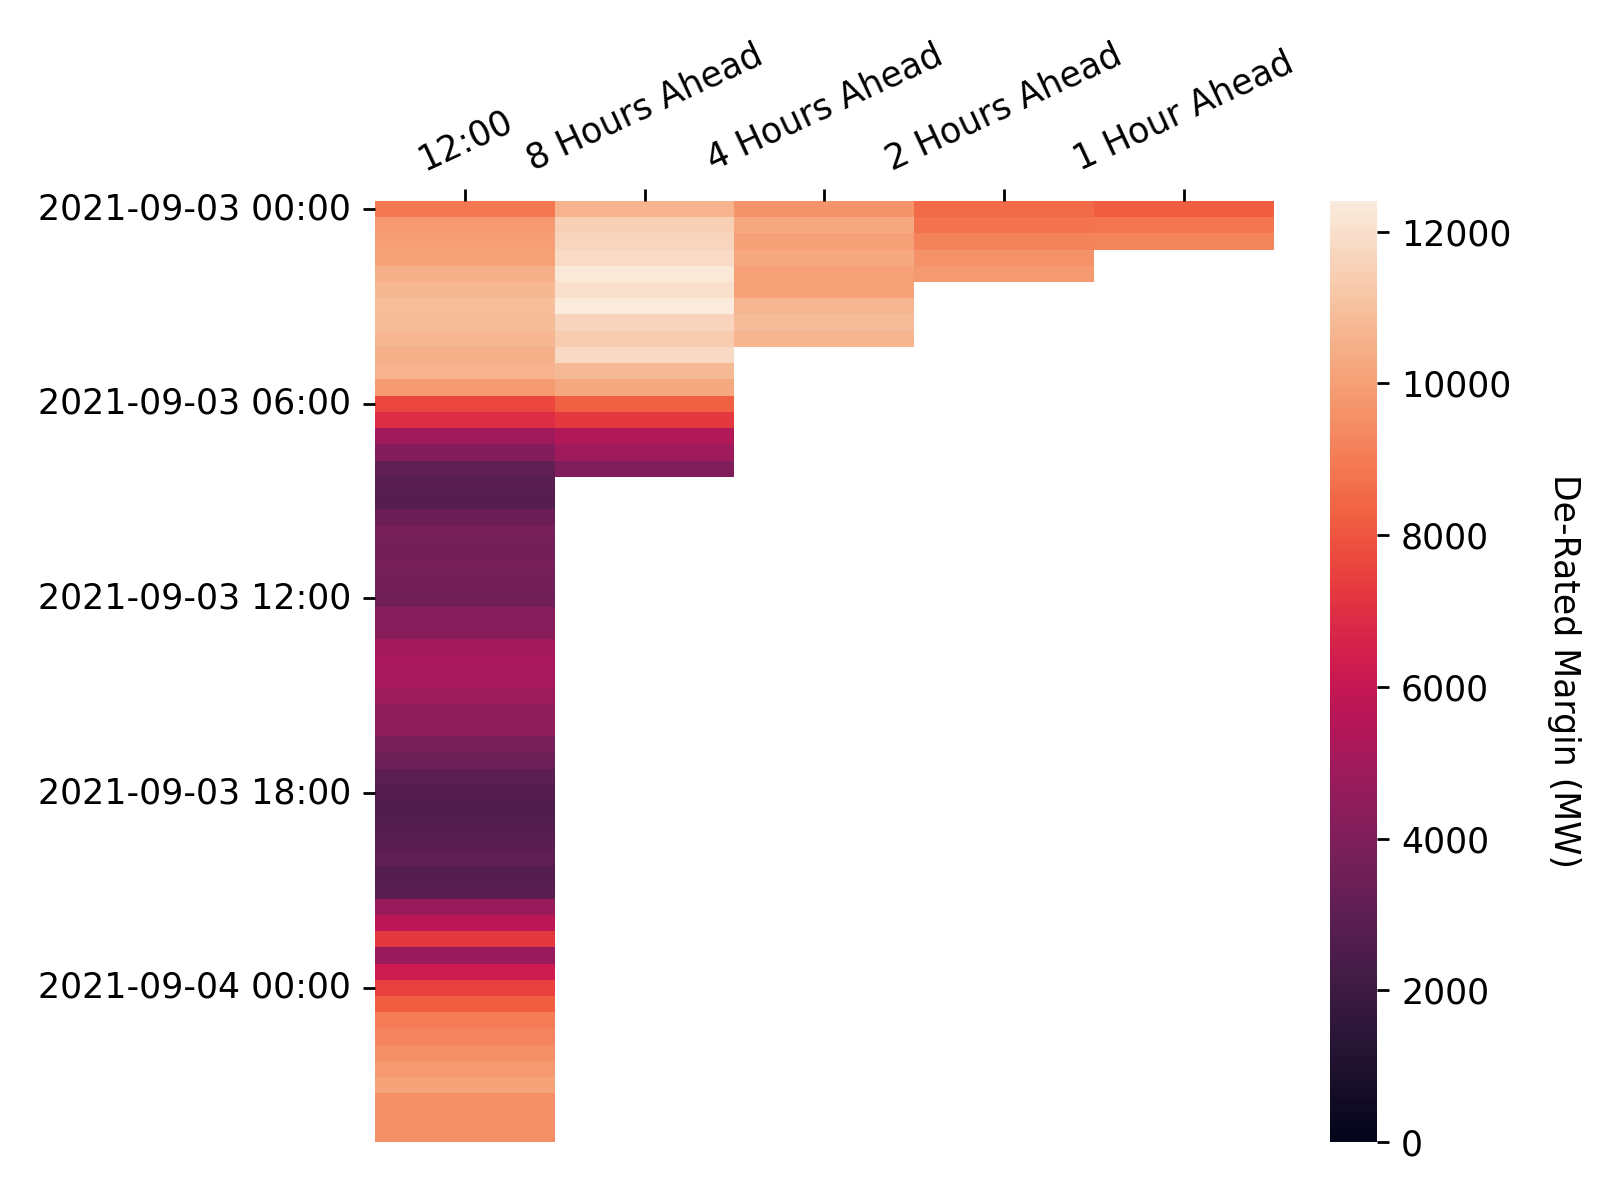 12:00
8 Hours Ahead
4 Hours Ahead
2 Hours Ahead
1 Hour Ahead
2021-09-03 00:00
2021-09-03 06:00
2021-09-03 12:00
2021-09-03 18:00
2021-09-04 00:00
12000
10000
8000
6000
4000
2000
0
De-Rated Margin (MW)